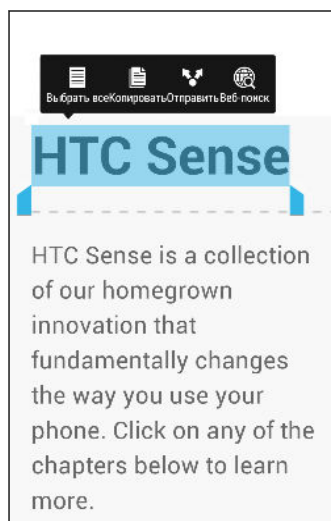 Выбрать все Копировать Отправить Веб-поиск
HTC Sense
HTC Sense is a collection
of our homegrown
innovation that
fundamentally changes
the way you use your
phone. Click on any of the
chapters below to learn
more.